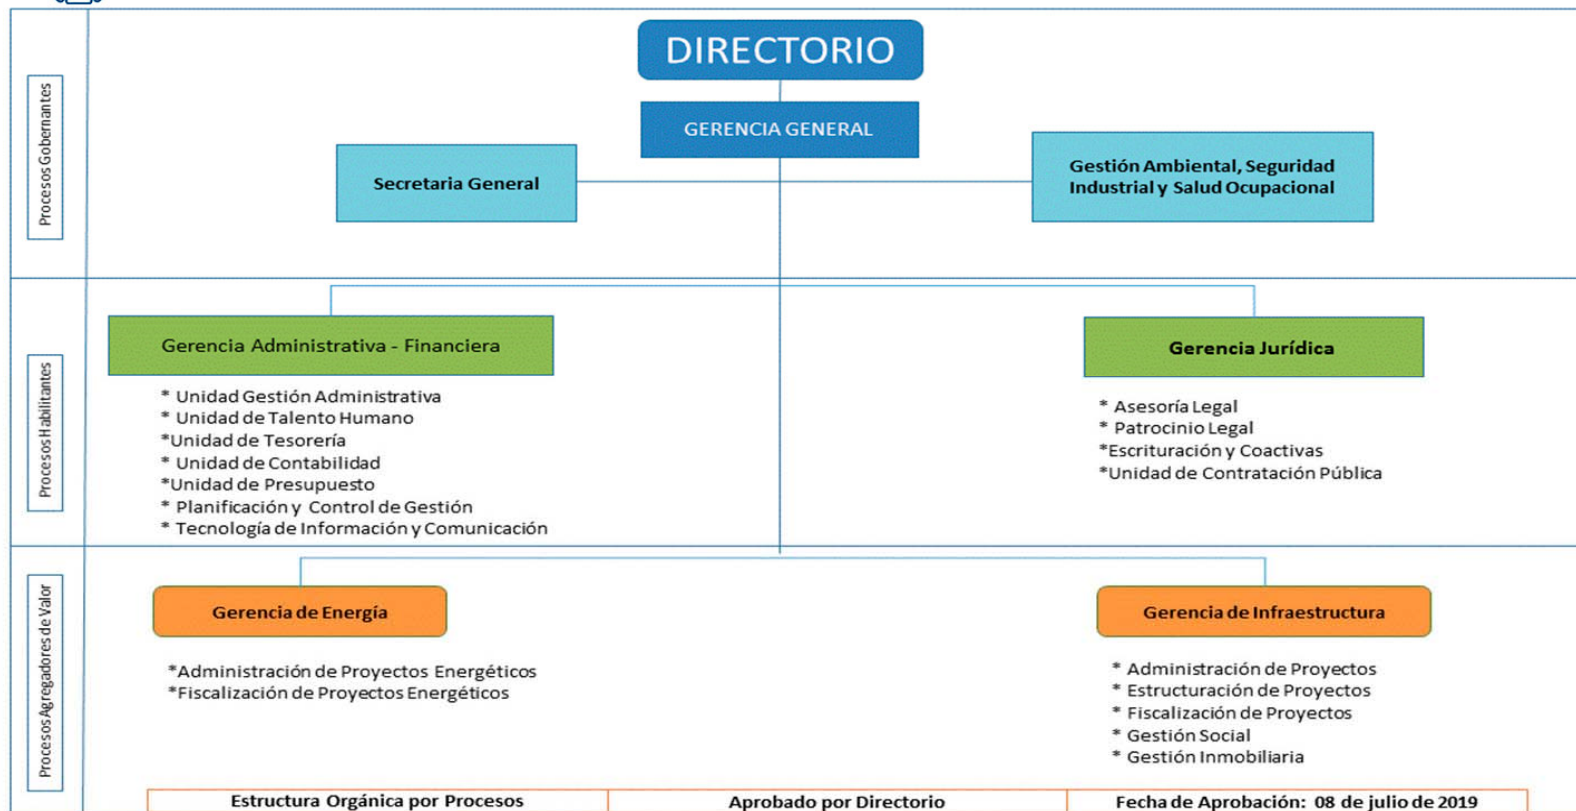 DIRECTORIO
GERENCIA GENERAL
Procesos Gobernantes
Secretaria General
Gestión Ambiental, Seguridad
Industrial y Salud Ocupacional
Procesos Habilitantes
Gerencia Administrativa - Financiera
* Unidad Gestión Administrativa
* Unidad de Talento Humano
*Unidad de Tesorería
* Unidad de Contabilidad
*Unidad de Presupuesto
* Planificación y Control de Gestión
* Tecnología de Información y Comunicación
Gerencia Jurídica
* Asesoría Legal
* Patrocinio Legal
*Escrituración y Coactivas
*Unidad de Contratación Pública
Procesos Agregadores de Valor
Gerencia de Energía
*Administración de Proyectos Energéticos
*Fiscalización de Proyectos Energéticos
Gerencia de Infraestructura
* Administración de Proyectos
* Estructuración de Proyectos
* Fiscalización de Proyectos
* Gestión Social
* Gestión Inmobiliaria
Estructura Orgánica por Procesos
Aprobado por Directorio
Fecha de Aprobación: 08 de julio de 2019